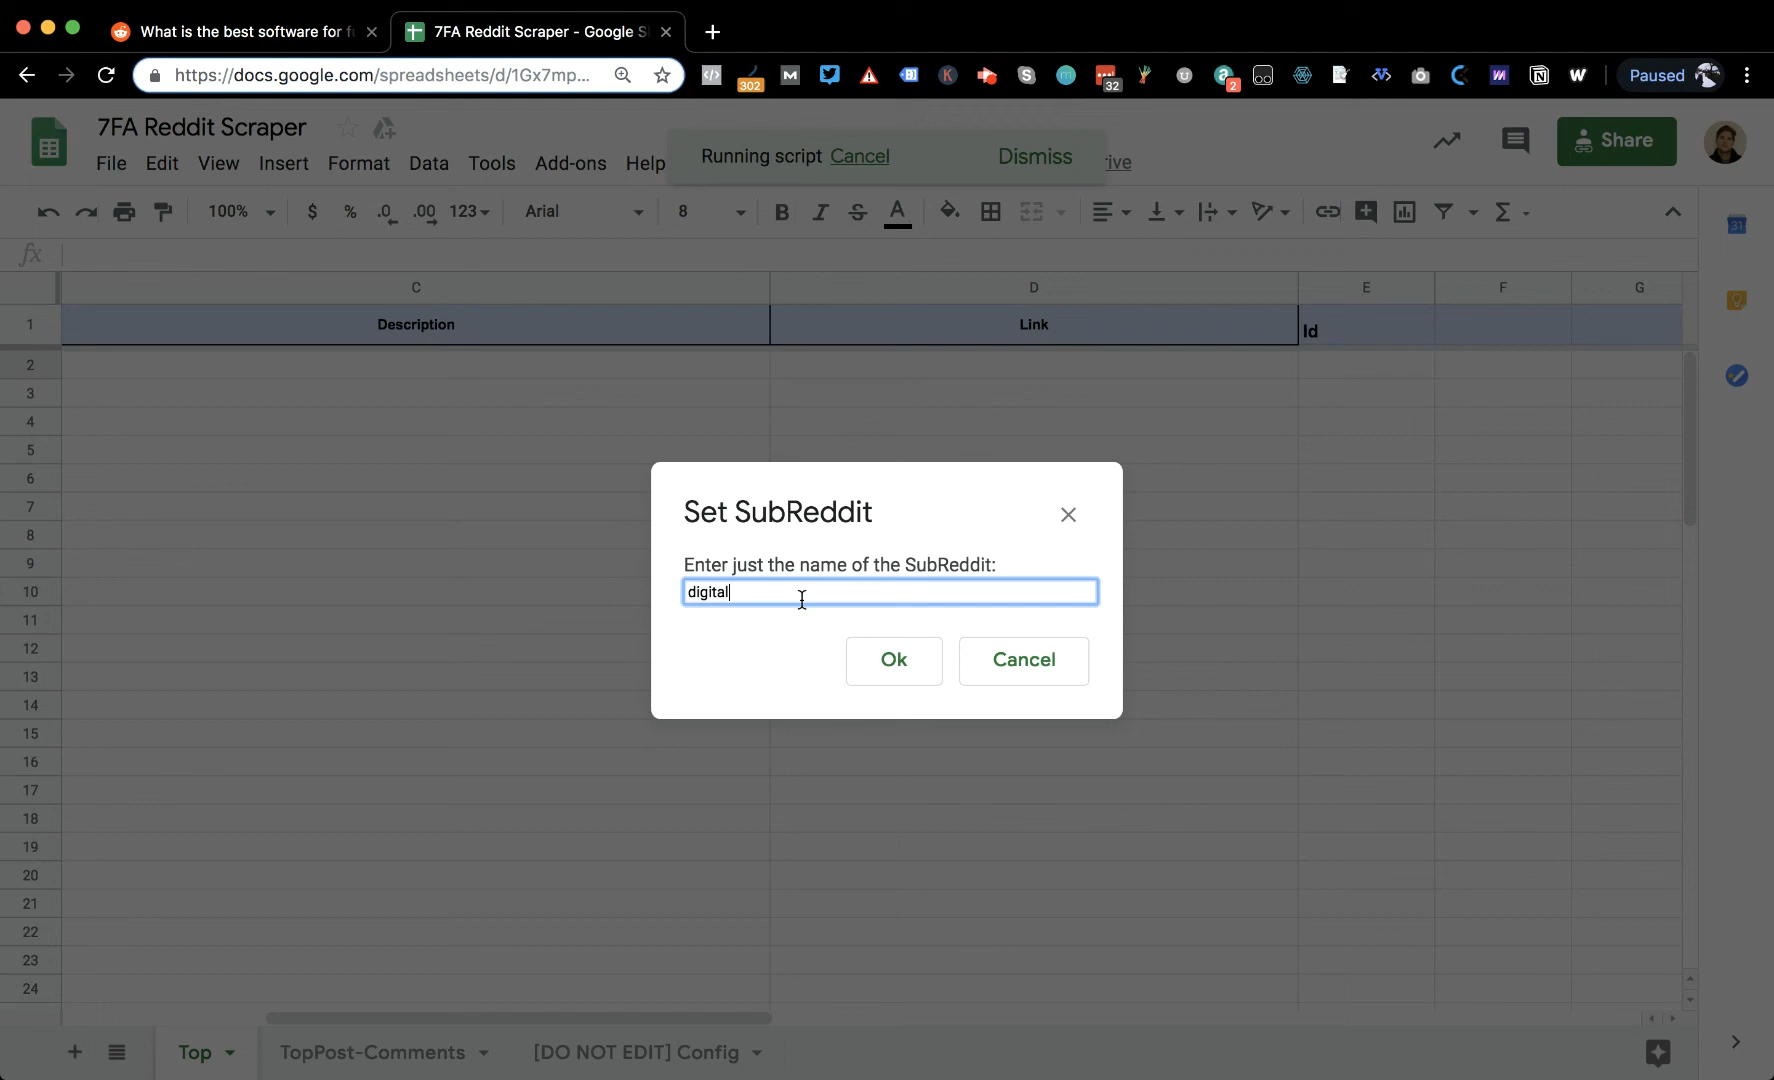 What is the best software for f
7FA Reddit Scraper - Google S
https://docs.google.com/spreadsheets/d/1Gx7mp...
302
32
2
Paused
7FA Reddit Scraper
File Edit View Insert Format Data Tools Add-ons Help
Running script Cancel Dismiss
rive
Share
100% $ % .0 .00 123 Arial 8 B I S A
31
fx
C D E F G
1 Description Link Id
2
3
4
5
6
7
8
9
10
11
12
13
14
15
16
17
18
19
20
21
22
23
24
Set SubReddit
Enter just the name of the SubReddit:
digital
Ok Cancel
Top TopPost-Comments [DO NOT EDIT] Config